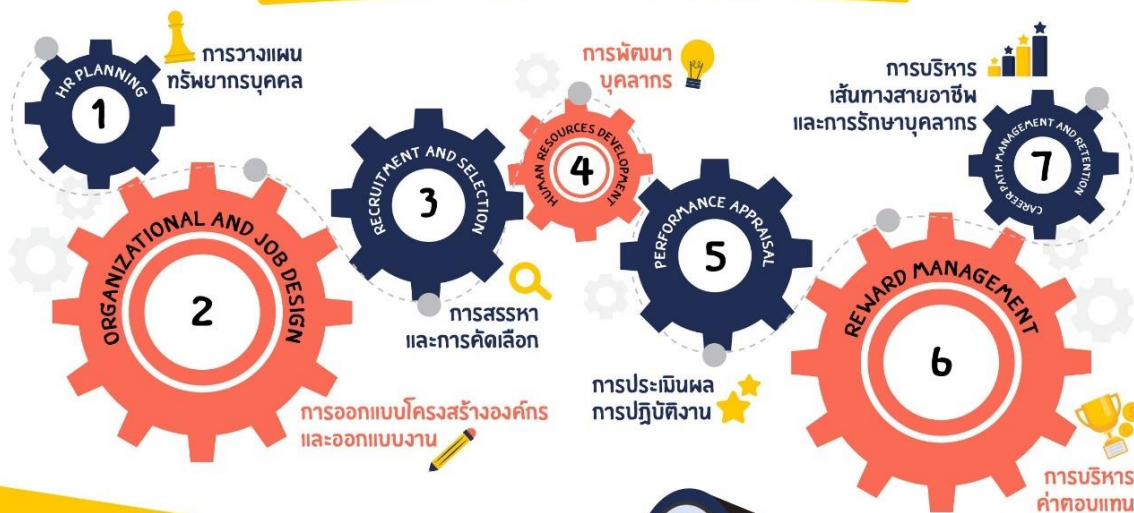 HR PLANNING
1
การวางแผน
ทรัพยากรบุคคล
ORGANIZATIONAL AND JOB DESIGN
2
การออกแบบโครงสร้างองค์กร
และออกแบบงาน
RECRUITMENT AND SELECTION
3
การสรรหา
และการคัดเลือก
การพัฒนา
บุคลากร
HUMAN RESOURCES DEVELOPMENT
4
PERFORMANCE APPRAISAL
5
การประเมินผล
การปฏิบัติงาน
REWARD MANAGEMENT
6
การบริหาร
ค่าตอบแทน
การบริหาร
เส้นทางสายอาชีพ
และการรักษาบุคลากร
CAREER PATH MANAGEMENT AND RETENTION
7